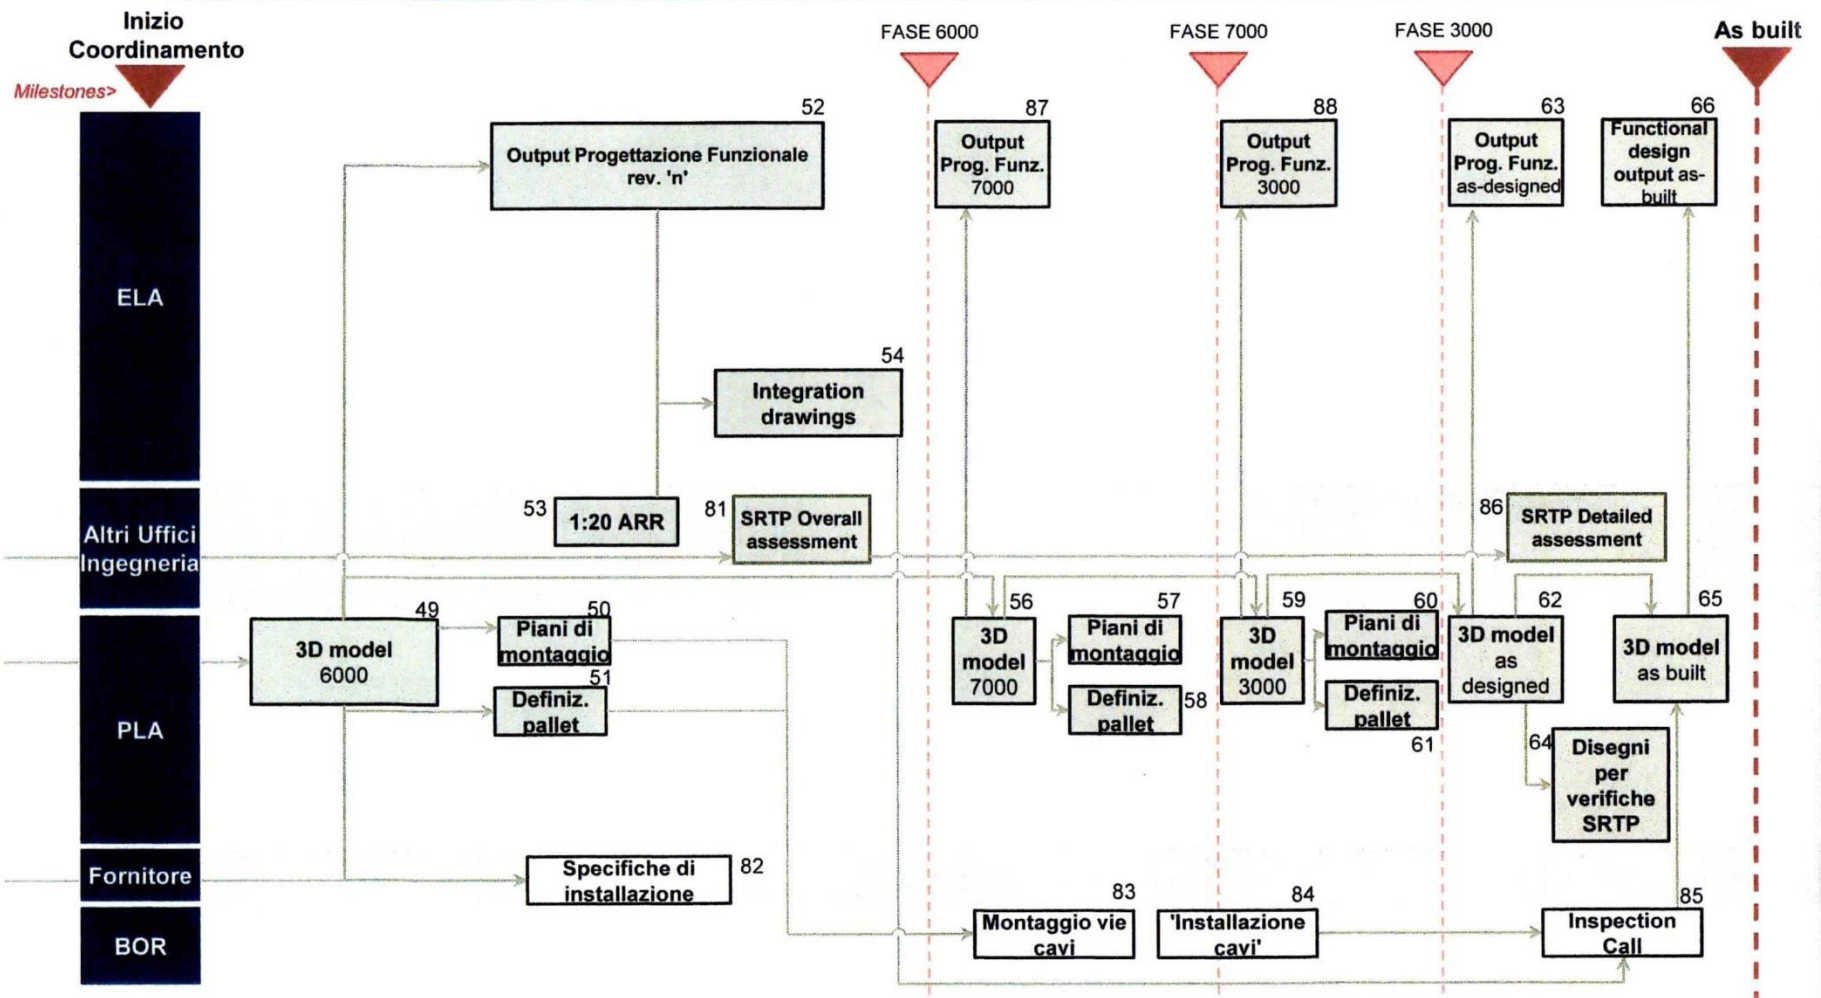 Inizio
Coordinamento
Milestones>
FASE 6000
FASE 7000
FASE 3000
As built
ELA
52
Output Progettazione Funzionale
rev. 'n'
87
Output
Prog. Funz.
7000
88
Output
Prog. Funz.
3000
63
Output
Prog. Funz.
as-designed
66
Functional
design
output as-
built
54
Integration
drawings
Altri Uffici
Ingegneria
53
1:20 ARR
81
SRTP Overall
assessment
86
SRTP Detailed
assessment
PLA
49
3D model
6000
50
Piani di
montaggio
51
Definiz.
pallet
56
3D
model
7000
57
Piani di
montaggio
58
Definiz.
pallet
59
3D
model
3000
60
Piani di
montaggio
61
Definiz.
pallet
62
3D model
as
designed
64
Disegni
per
verifiche
SRTP
65
3D model
as built
Fornitore
82
Specifiche di
installazione
BOR
83
Montaggio vie
cavi
84
'Installazione
cavi'
85
Inspection
Call